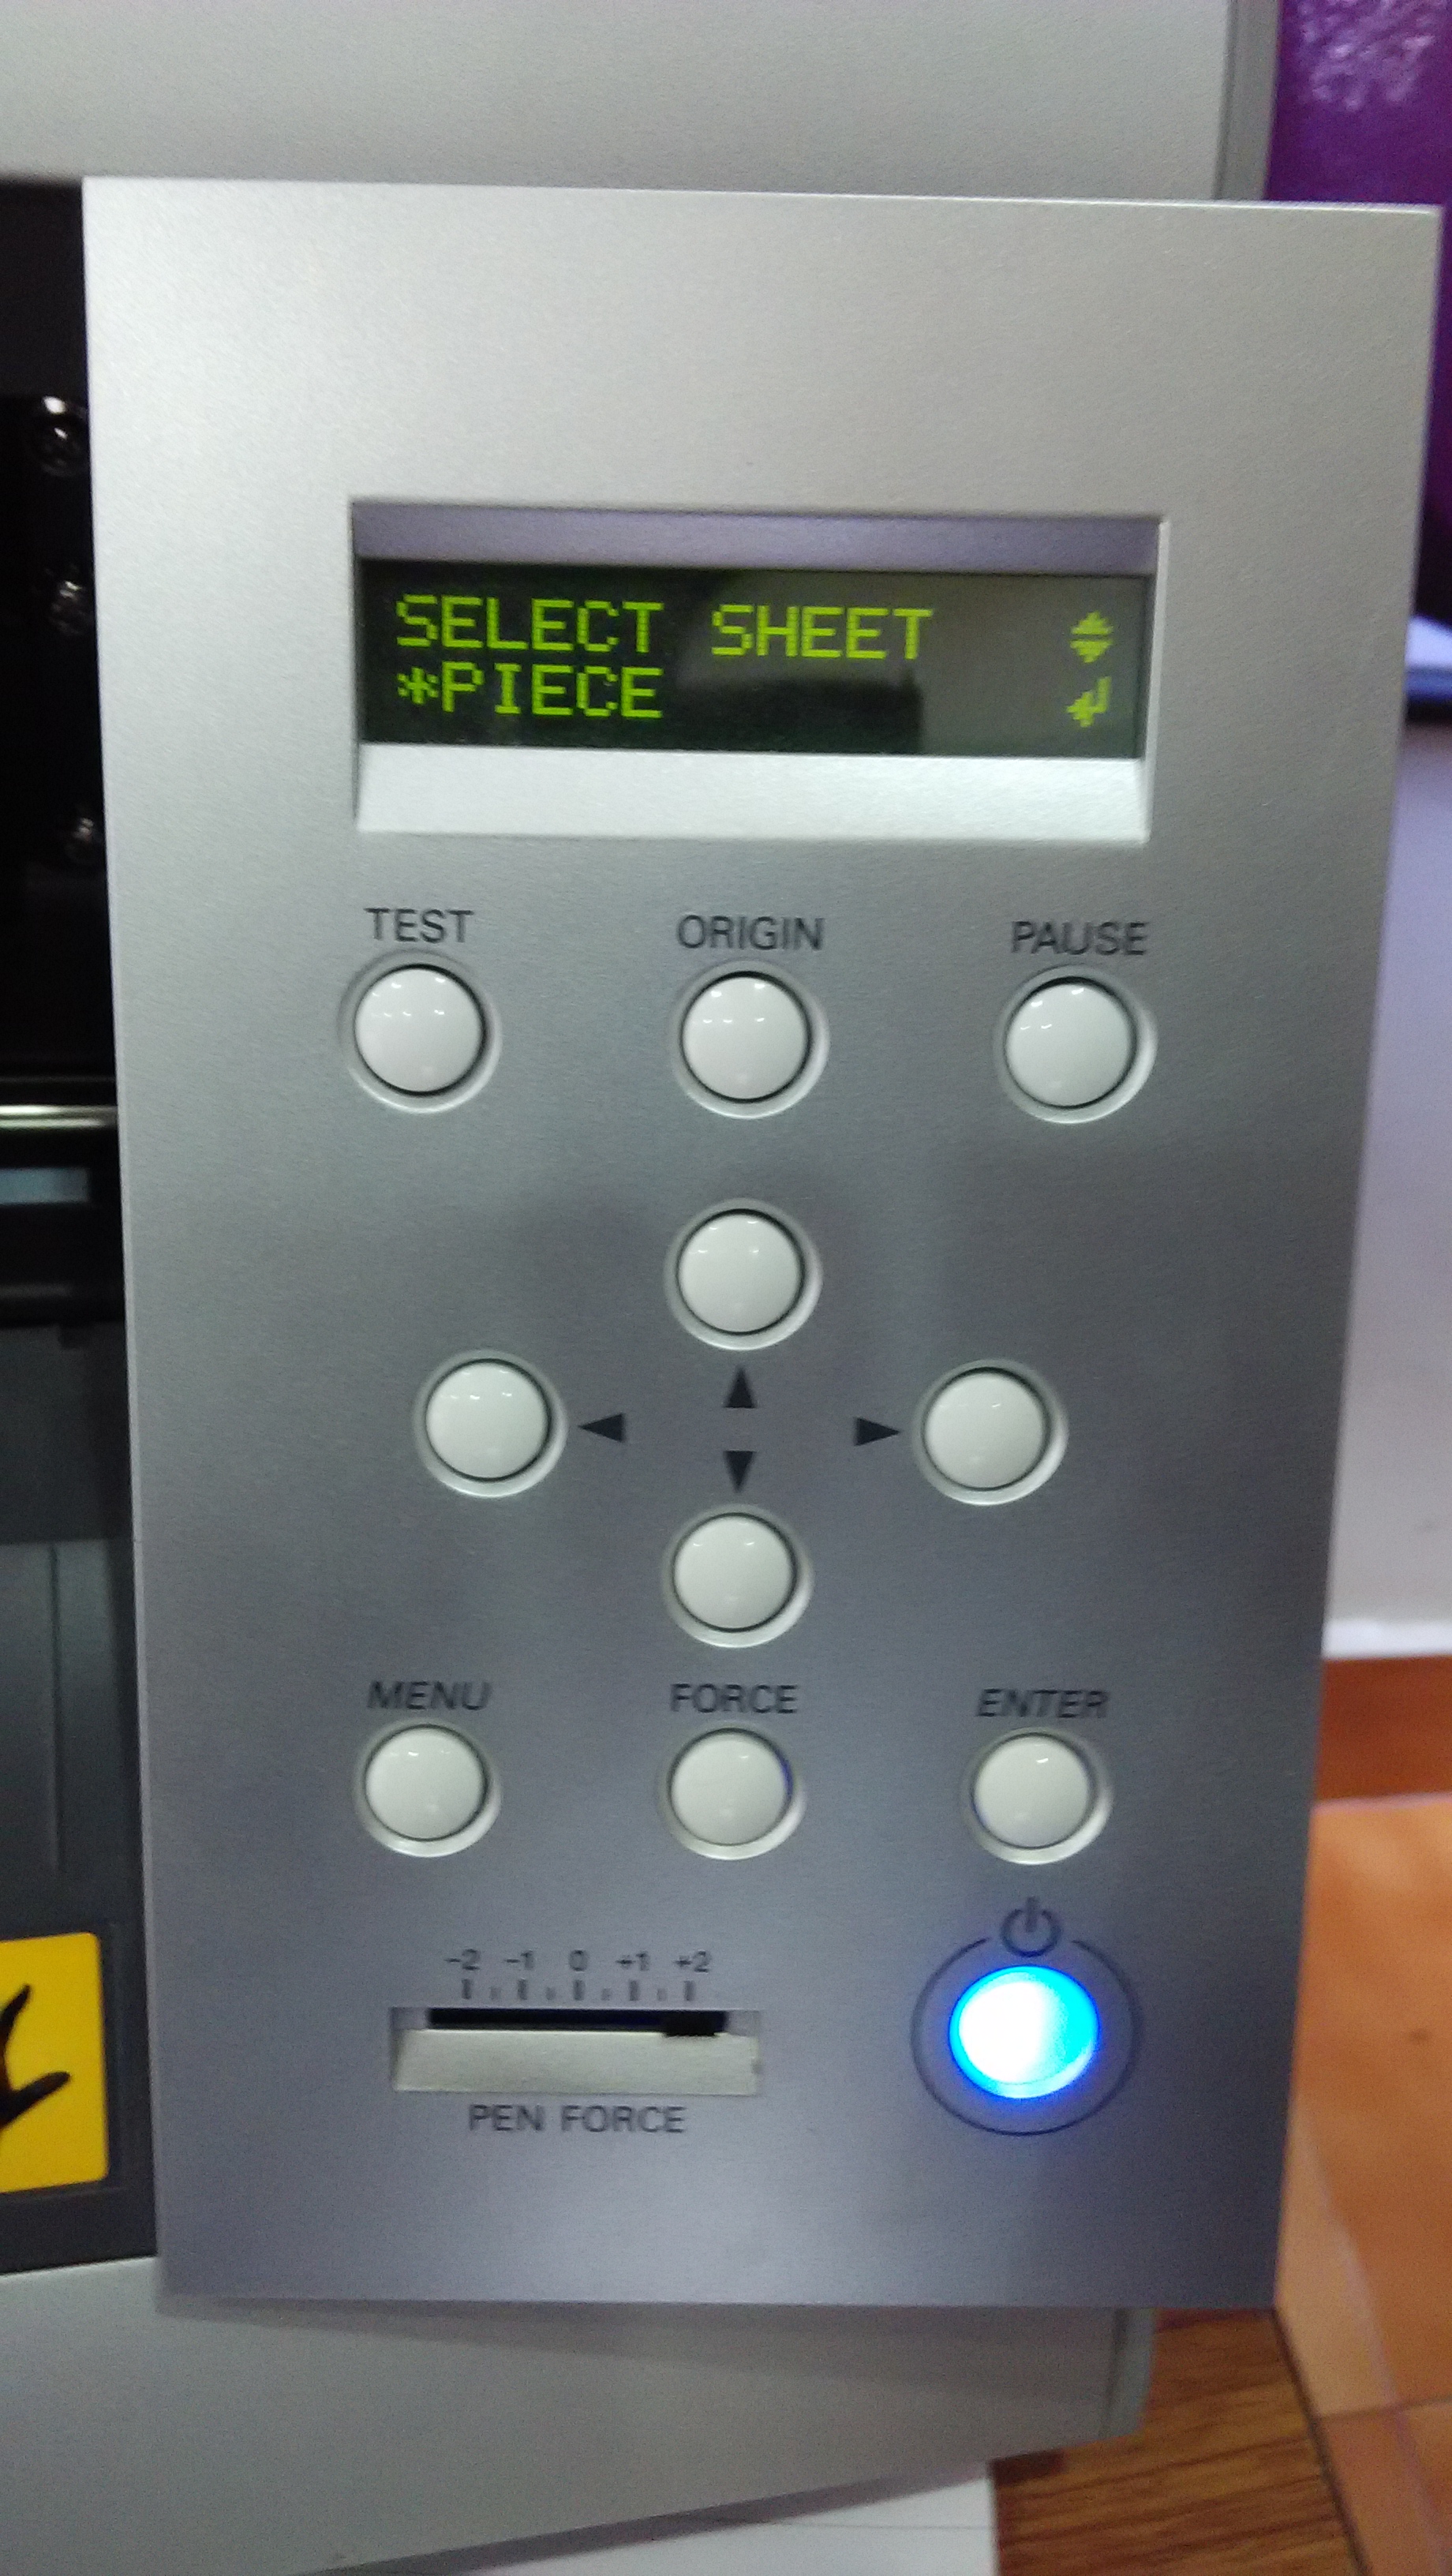 SELECT SHEET
*PIECE
TEST ORIGIN PAUSE
MENU FORCE ENTER
-2 -1 0 +1 +2
PEN FORCE